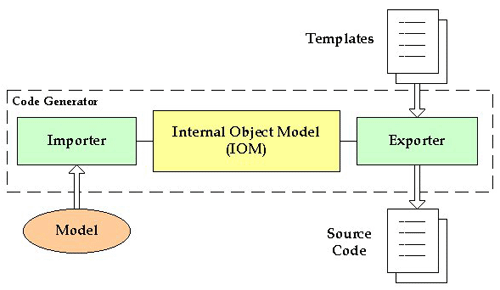 Templates
Code Generator
Importer
Internal Object Model
(IOM)
Exporter
Model
Source
Code